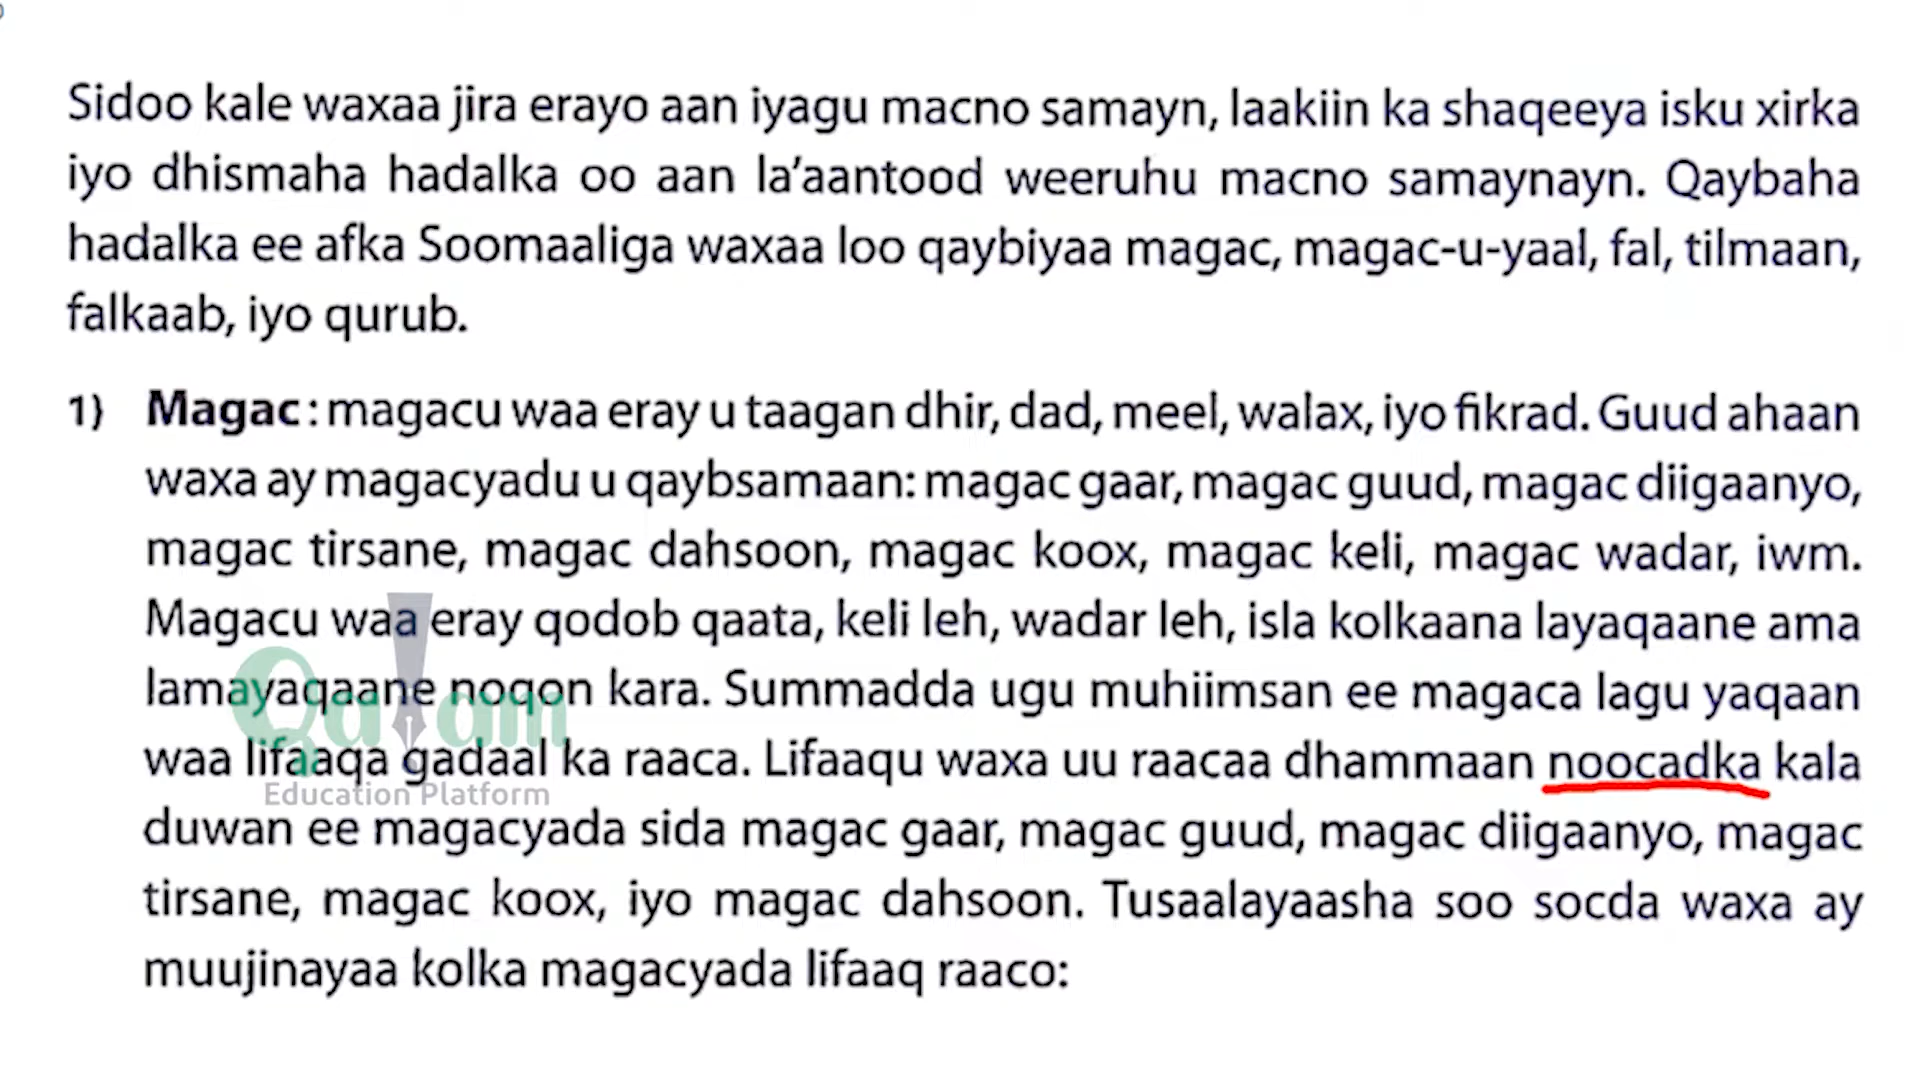 Sidoo kale waxaa jira erayo aan iyagu macno samayn, laakiin ka shaqeeya isku xirka
iyo dhismaha hadalka oo aan la’aantood weeruhu macno samaynayn. Qaybaha
hadalka ee afka Soomaaliga waxaa loo qaybiyaa magac, magac-u-yaal, fal, tilmaan,
falkaab, iyo qurub.
1) Magac: magacu waa eray u taagan dhir, dad, meel, walax, iyo fikrad. Guud ahaan
waxa ay magacyadu u qaybsamaan: magac gaar, magac guud, magac diigaanyo,
magac tirsane, magac dahsoon, magac koox, magac keli, magac wadar, iwm.
Magacu waa eray qodob qaata, keli leh, wadar leh, isla kolkaana layaqaane ama
lamayaqaane noqon kara. Summadda ugu muhiimsan ee magaca lagu yaqaan
waa lifaaqa gadaal ka raaca. Lifaaqu waxa uu raacaa dhammaan noocadka kala
duwan ee magacyada sida magac gaar, magac guud, magac diigaanyo, magac
tirsane, magac koox, iyo magac dahsoon. Tusaalayaasha soo socda waxa ay
muujinayaa kolka magacyada lifaaq raaco:
Qalam
Education Platform